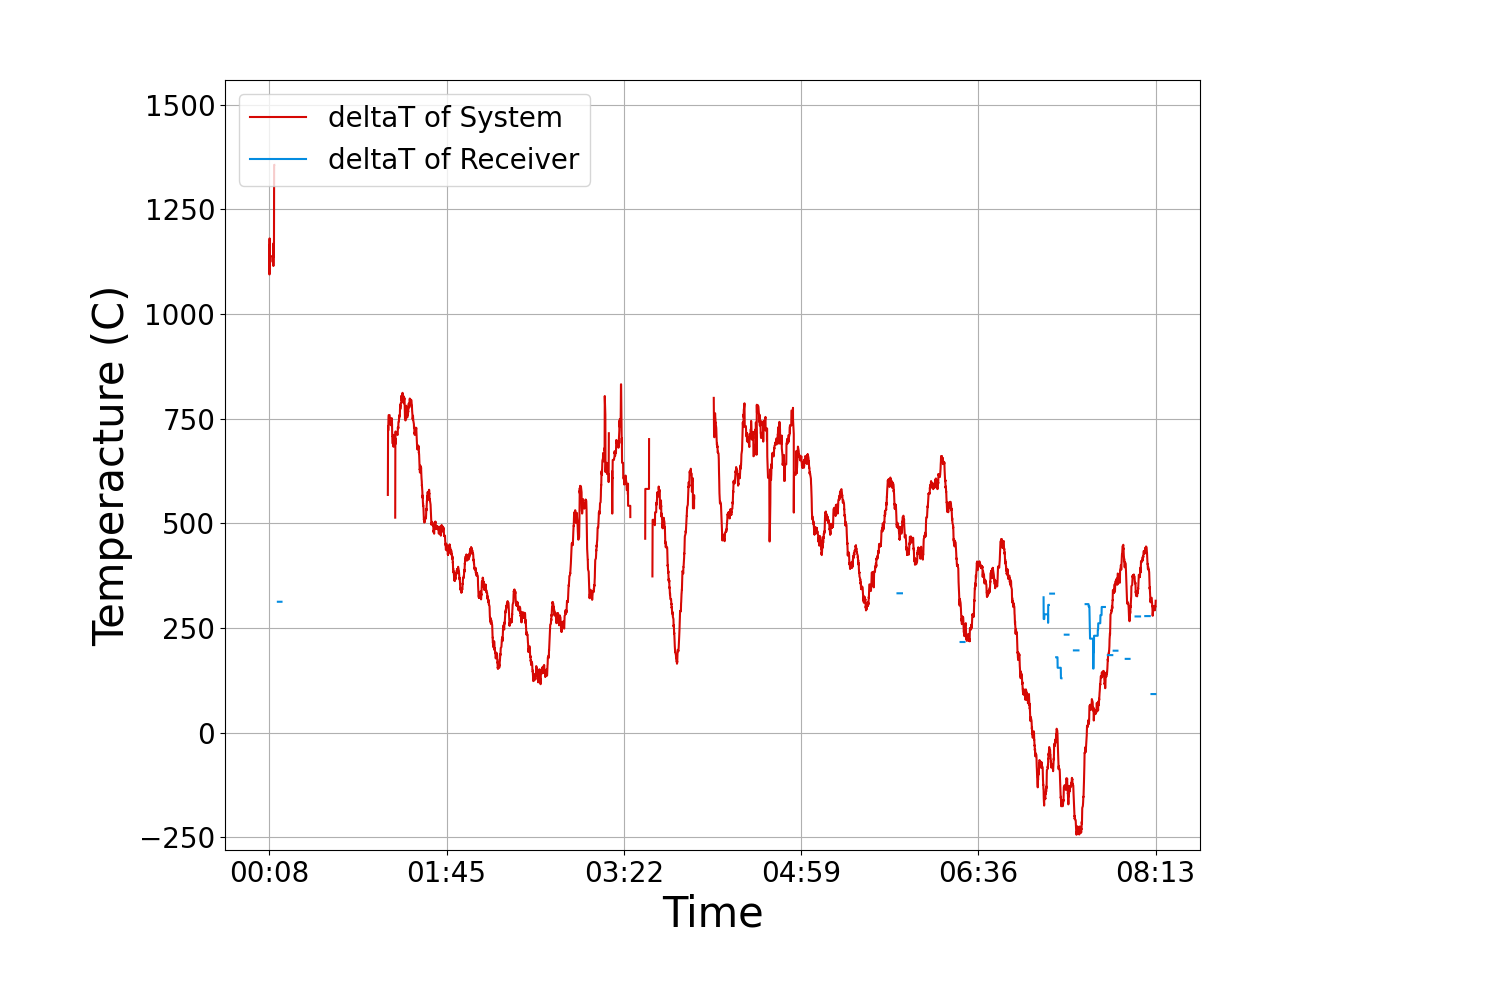 deltaT of System
deltaT of Receiver
1500
1250
1000
750
500
250
0
−250
Temperacture (C)
00:08 01:45 03:22 04:59 06:36 08:13
Time